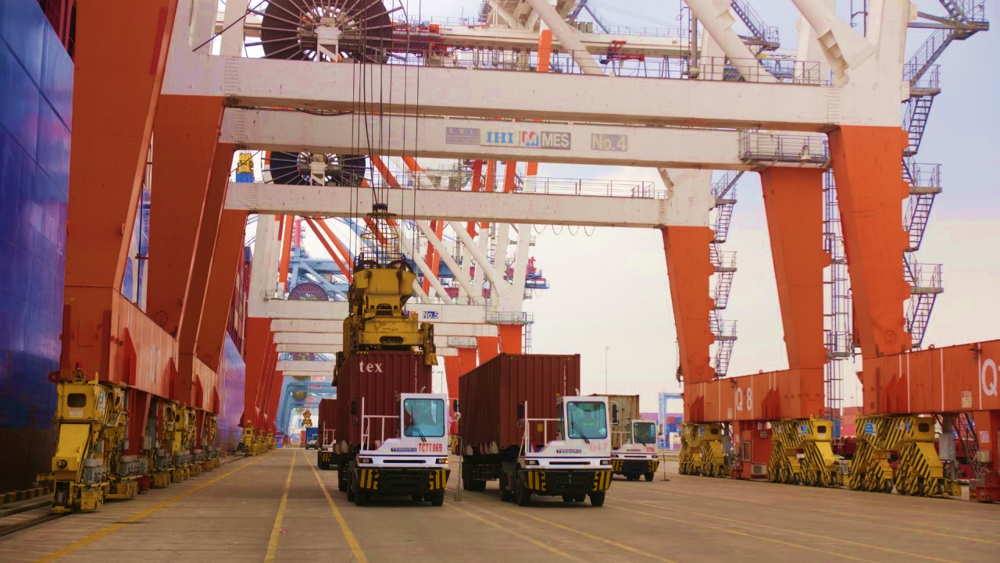 IHI MES No.4
No.5
tex
TERBERG TCTT069
TERBERG 047
Q8
Q